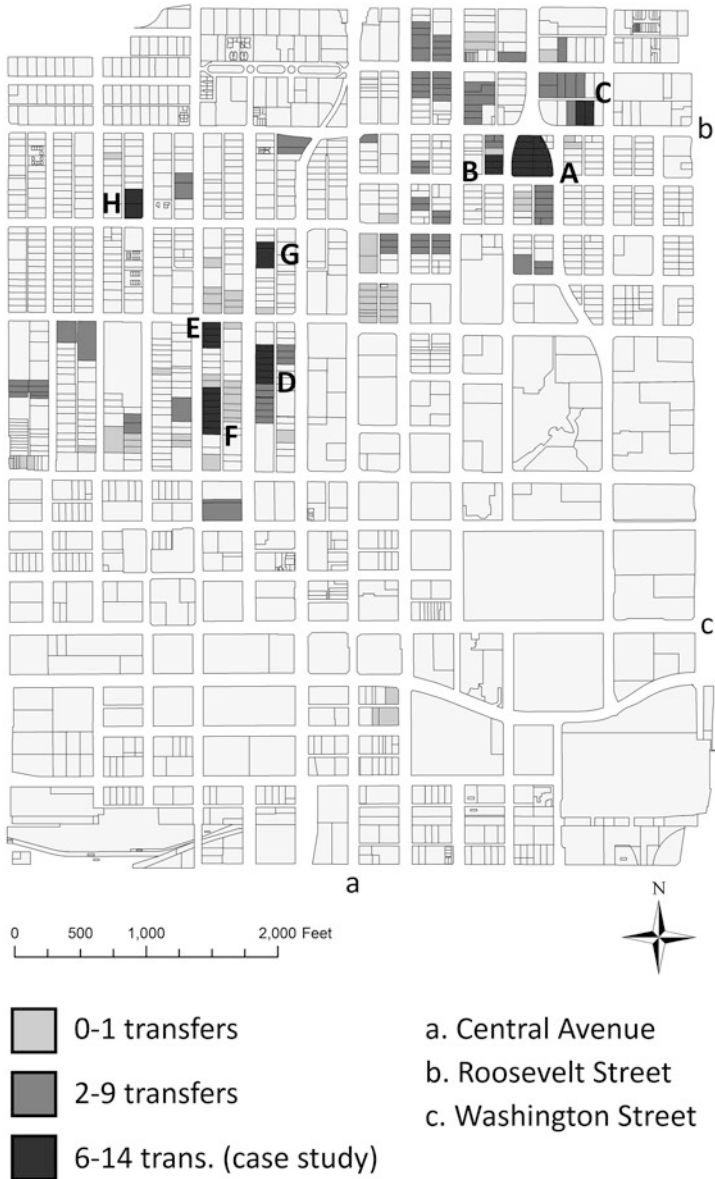 C
b
B
A
H
G
E
D
F
c
a
N
0 500 1,000 2,000 Feet
0-1 transfers
2-9 transfers
6-14 trans. (case study)
a. Central Avenue
b. Roosevelt Street
c. Washington Street